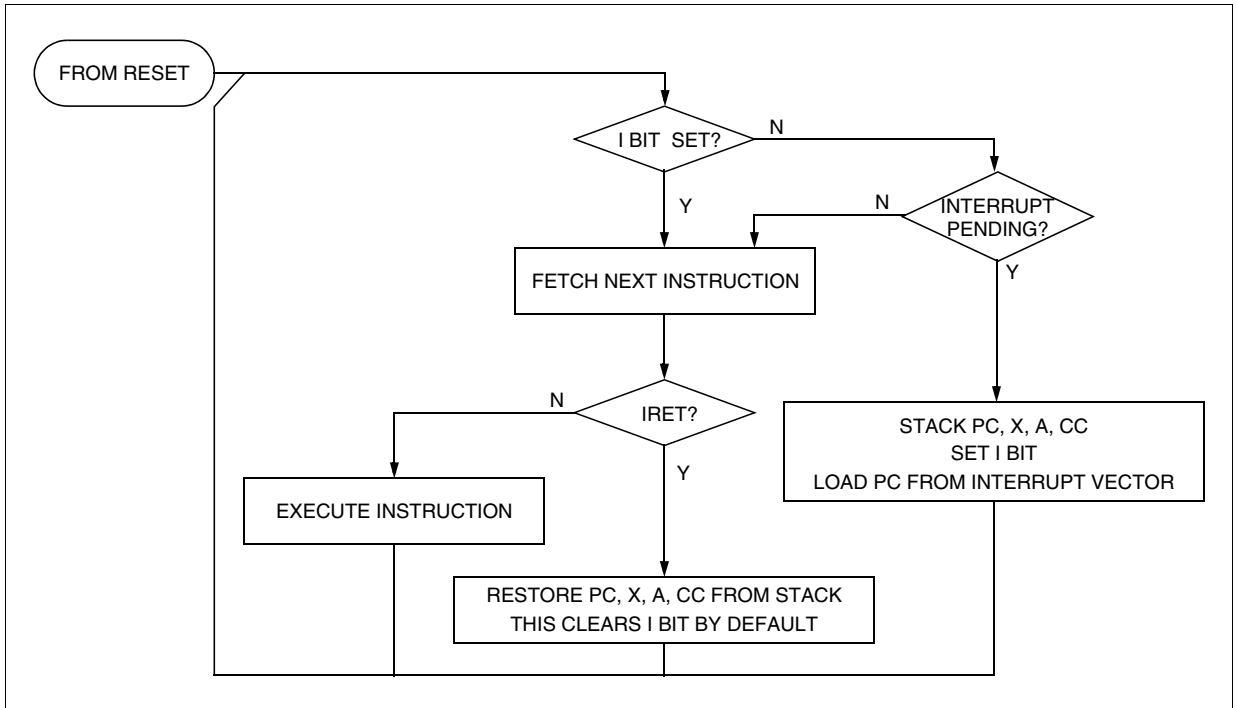 FROM RESET
I BIT SET?
N
Y
N
INTERRUPT
PENDING?
Y
FETCH NEXT INSTRUCTION
N
IRET?
Y
STACK PC, X, A, CC
SET I BIT
LOAD PC FROM INTERRUPT VECTOR
EXECUTE INSTRUCTION
RESTORE PC, X, A, CC FROM STACK
THIS CLEARS I BIT BY DEFAULT